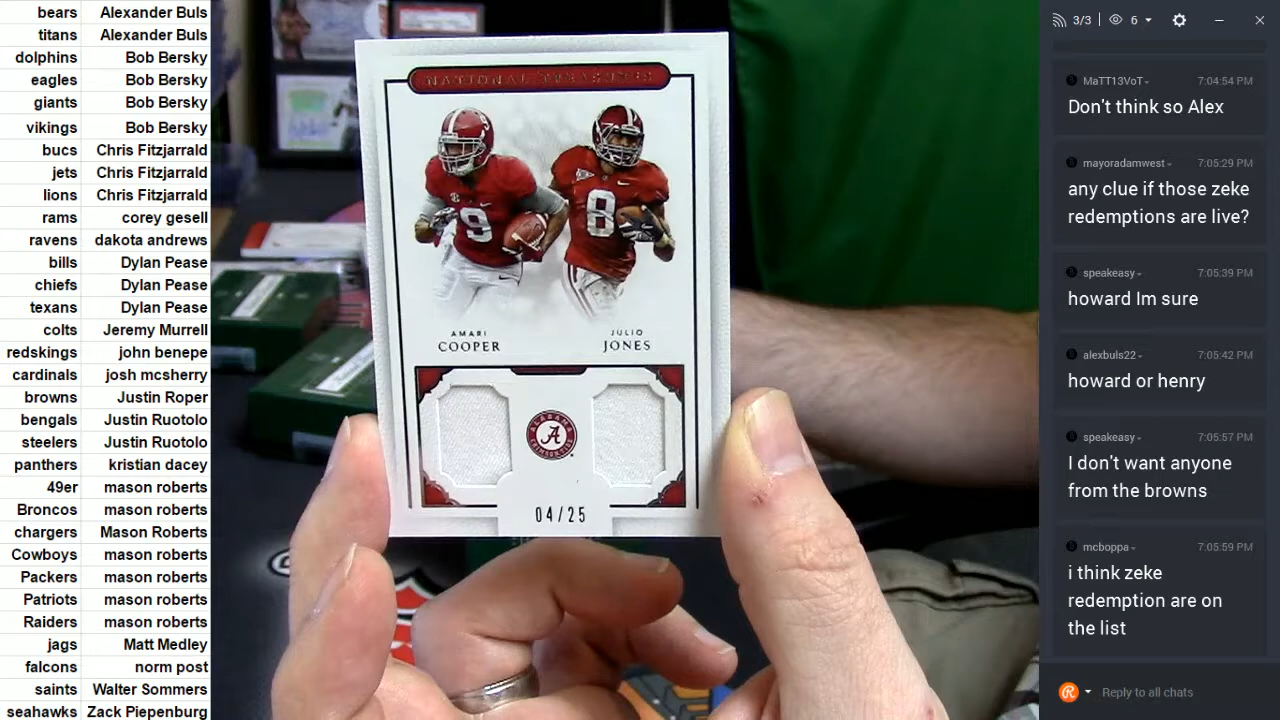 bears Alexander Buls
titans Alexander Buls
dolphins Bob Bersky
eagles Bob Bersky
giants Bob Bersky
vikings Bob Bersky
bucs Chris Fitzjarrald
jets Chris Fitzjarrald
lions Chris Fitzjarrald
rams corey gesell
ravens dakota andrews
bills Dylan Pease
chiefs Dylan Pease
texans Dylan Pease
colts Jeremy Murrell
redskings john benepe
cardinals josh mcsherry
browns Justin Roper
bengals Justin Ruotolo
steelers Justin Ruotolo
panthers kristian dacey
49er mason roberts
Broncos mason roberts
chargers Mason Roberts
Cowboys mason roberts
Packers mason roberts
Patriots mason roberts
Raiders mason roberts
jags Matt Medley
falcons norm post
saints Walter Sommers
seahawks Zack Piepenburg
NATIONAL TREASURES
9
8
AMARI
COOPER
JULIO
JONES
ALABAMA
A
CRIMSON TIDE
04/25
3/3 6
MaTT13VoT 7:04:54 PM
Don't think so Alex
mayoradamwest 7:05:29 PM
any clue if those zeke
redemptions are live?
speakeasy 7:05:39 PM
howard Im sure
alexbuls22 7:05:42 PM
howard or henry
speakeasy 7:05:57 PM
I don't want anyone
from the browns
mcboppa 7:05:59 PM
i think zeke
redemption are on
the list
Reply to all chats